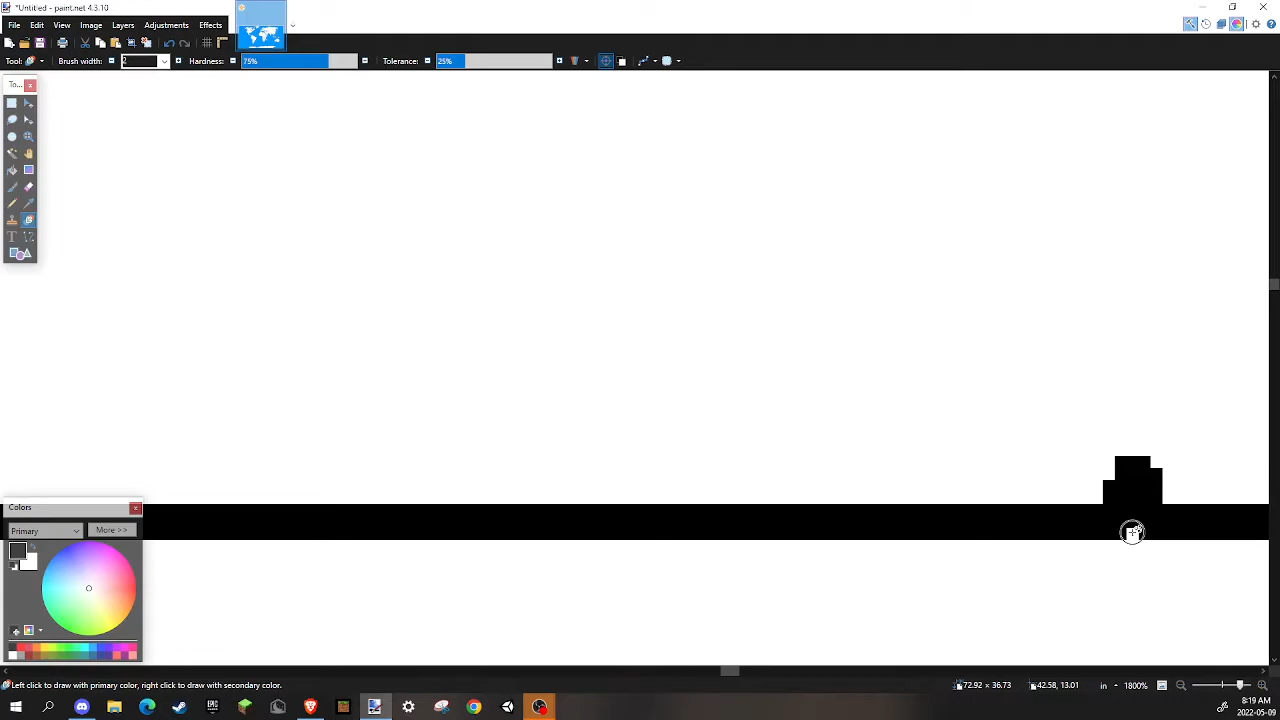 *Untitled - paint.net 4.3.10
File Edit View Image Layers Adjustments Effects
Tool: Brush width: 2 Hardness: 75% Tolerance: 25%
To...
Colors
Primary More >>
Left click to draw with primary color, right click to draw with secondary color.
72.92 × 36.73 42.58, 13.01 in 1800%
8:19 AM
2022-05-09